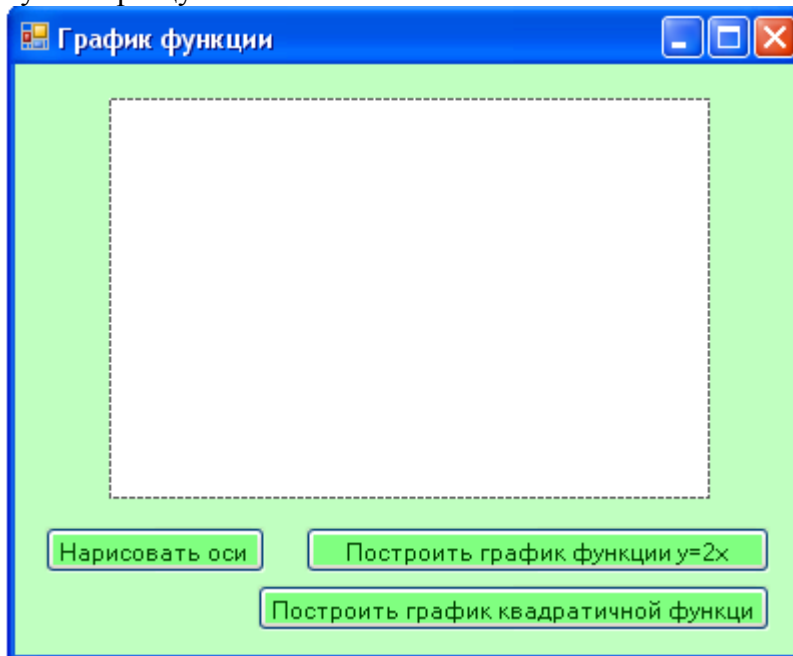 График функции
Нарисовать оси
Построить график функции y=2x
Построить график квадратичной функци